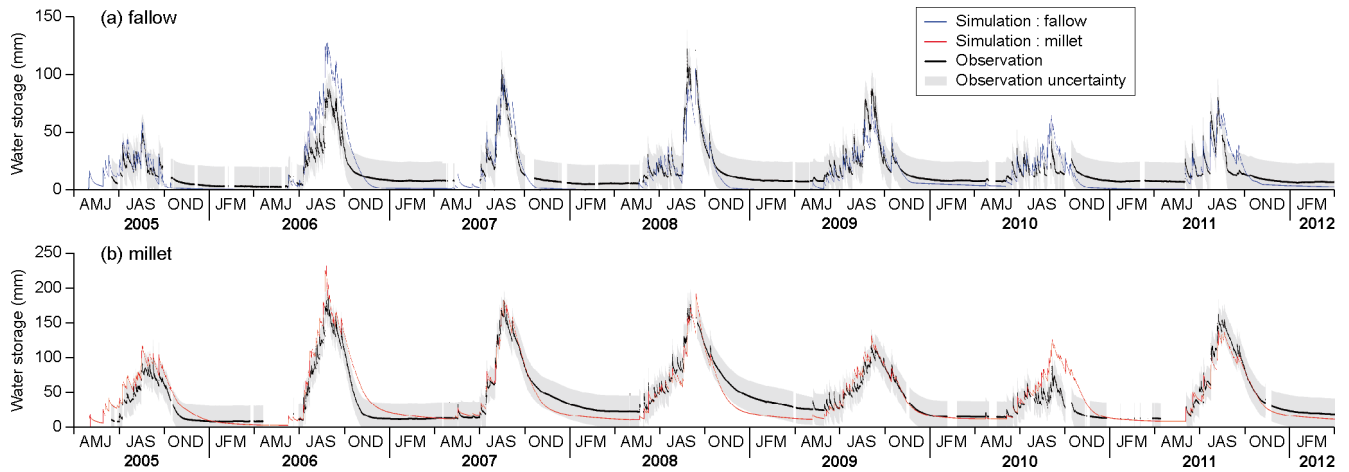 (a) fallow
Simulation : fallow
Simulation : millet
Observation
Observation uncertainty
Water storage (mm)
150
100
50
0
AMJ JAS OND JFM AMJ JAS OND JFM AMJ JAS OND JFM AMJ JAS OND JFM AMJ JAS OND JFM AMJ JAS OND JFM AMJ JAS OND JFM
2005 2006 2007 2008 2009 2010 2011 2012
(b) millet
Water storage (mm)
250
200
150
100
50
0
AMJ JAS OND JFM AMJ JAS OND JFM AMJ JAS OND JFM AMJ JAS OND JFM AMJ JAS OND JFM AMJ JAS OND JFM AMJ JAS OND JFM
2005 2006 2007 2008 2009 2010 2011 2012